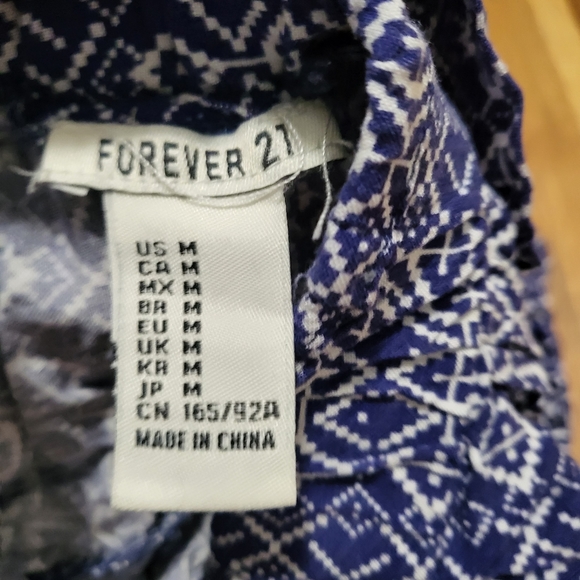 FOREVER 21
US M
CA M
MX M
BR M
EU M
UK M
KR M
JP M
CN 165/92A
MADE IN CHINA